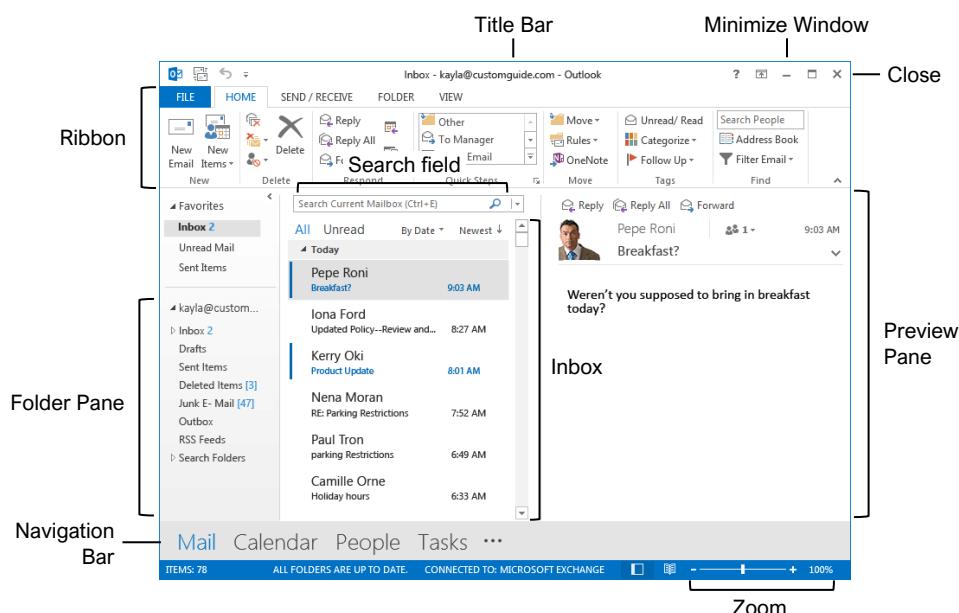 Title Bar
Minimize Window
Inbox - kayla@customguide.com - Outlook
?
Close
FILE HOME SEND / RECEIVE FOLDER VIEW
Ribbon
New Email
New Items
Delete
Reply
Reply All
Other
To Manager
Email
Move
Rules
OneNote
Unread/ Read
Categorize
Follow Up
Search People
Address Book
Filter Email
Search field
New Delete Respond Quick Steps Move Tags Find
Favorites
Inbox 2
Unread Mail
Sent Items
kayla@custom...
Inbox 2
Drafts
Sent Items
Deleted Items [3]
Junk E- Mail [47]
Outbox
RSS Feeds
Search Folders
Folder Pane
Search Current Mailbox (Ctrl+E)
All Unread By Date Newest
Today
Pepe Roni
Breakfast? 9:03 AM
Iona Ford
Updated Policy--Review and... 8:27 AM
Kerry Oki
Product Update 8:01 AM
Nena Moran
RE: Parking Restrictions 7:52 AM
Paul Tron
parking Restrictions 6:49 AM
Camille Orne
Holiday hours 6:33 AM
Inbox
Reply Reply All Forward
Pepe Roni 1 9:03 AM
Breakfast?
Weren't you supposed to bring in breakfast
today?
Preview
Pane
Navigation
Bar
Mail Calendar People Tasks ···
ITEMS: 78 ALL FOLDERS ARE UP TO DATE. CONNECTED TO: MICROSOFT EXCHANGE 100%
Zoom